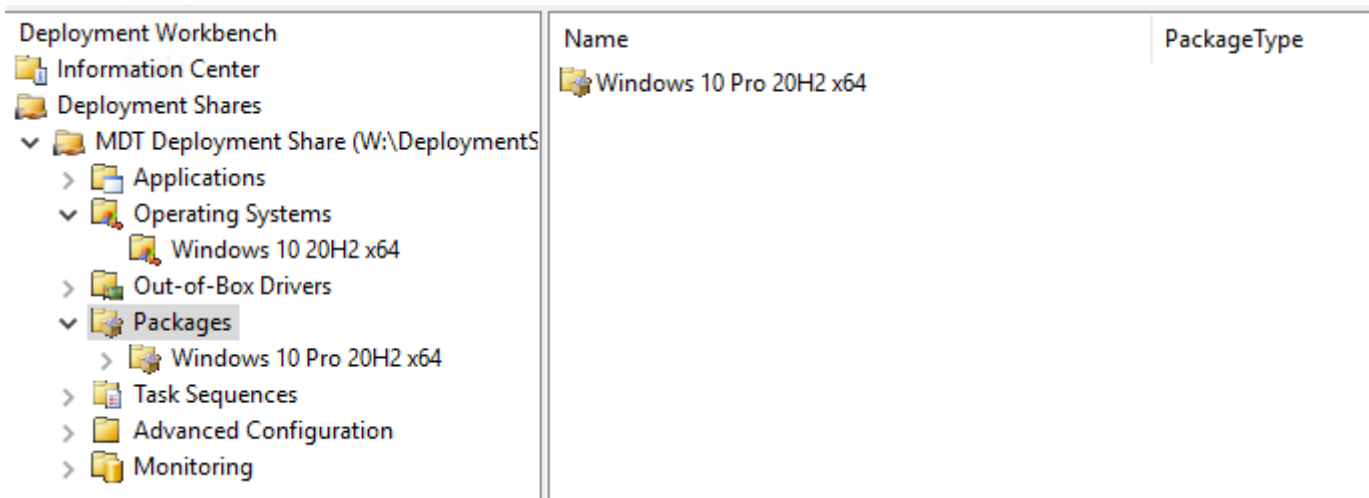 Deployment Workbench
Information Center
Deployment Shares
MDT Deployment Share (W:\DeploymentS
Applications
Operating Systems
Windows 10 20H2 x64
Out-of-Box Drivers
Packages
Windows 10 Pro 20H2 x64
Task Sequences
Advanced Configuration
Monitoring
Name PackageType
Windows 10 Pro 20H2 x64